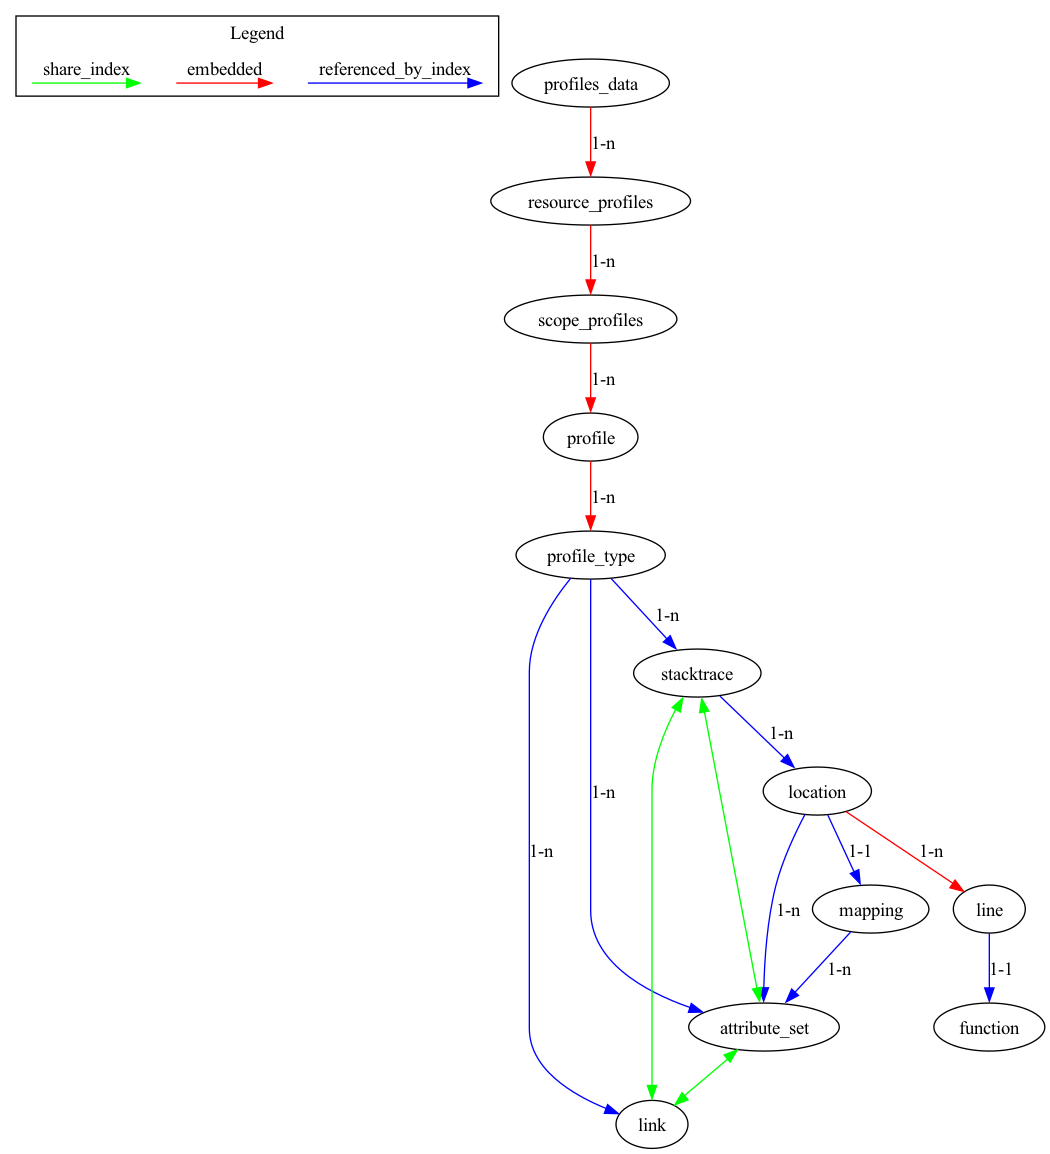 Legend
share_index
embedded
referenced_by_index
profiles_data
1-n
resource_profiles
1-n
scope_profiles
1-n
profile
1-n
profile_type
1-n
stacktrace
1-n
location
1-n
1-n
1-1
1-n
1-n
mapping
line
1-n
1-1
attribute_set
function
link